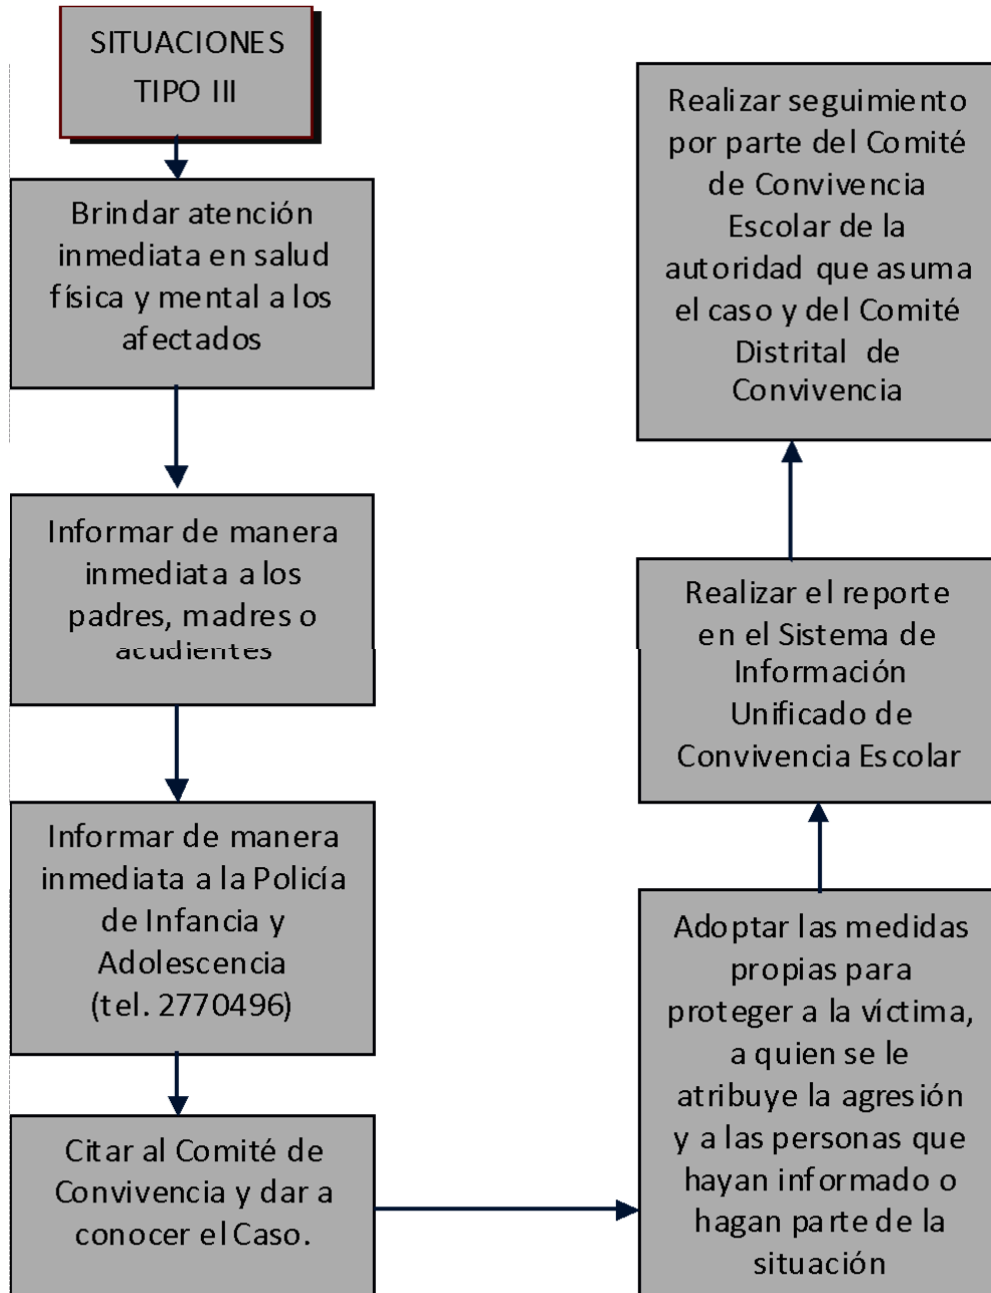 SITUACIONES
TIPO III
Brindar atención
inmediata en salud
física y mental a los
afectados
Informar de manera
inmediata a los
padres, madres o
acudientes
Informar de manera
inmediata a la Policía
de Infancia y
Adolescencia
(tel. 2770496)
Citar al Comité de
Convivencia y dar a
conocer el Caso.
Adoptar las medidas
propias para
proteger a la víctima,
a quien se le
atribuye la agresión
y a las personas que
hayan informado o
hagan parte de la
situación
Realizar el reporte
en el Sistema de
Información
Unificado de
Convivencia Escolar
Realizar seguimiento
por parte del Comité
de Convivencia
Escolar de la
autoridad que asuma
el caso y del Comité
Distrital de
Convivencia